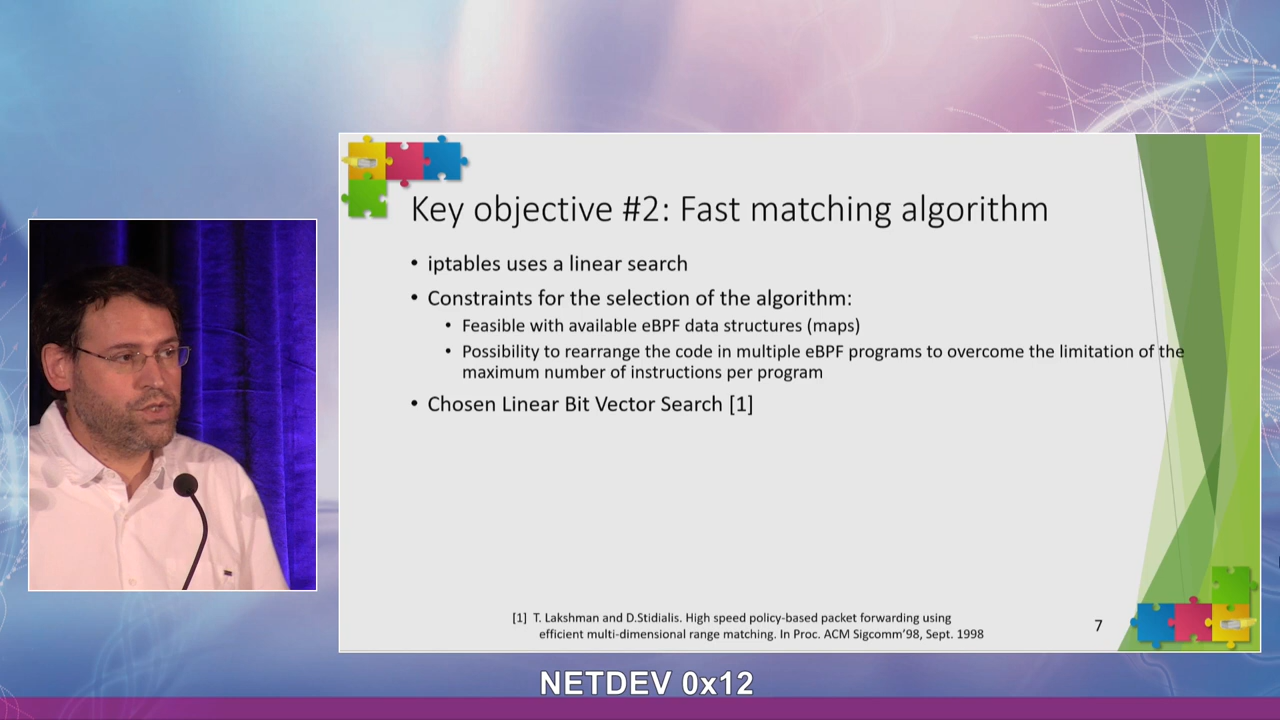 Key objective #2: Fast matching algorithm
• iptables uses a linear search
• Constraints for the selection of the algorithm:
• Feasible with available eBPF data structures (maps)
• Possibility to rearrange the code in multiple eBPF programs to overcome the limitation of the
maximum number of instructions per program
• Chosen Linear Bit Vector Search [1]
[1] T. Lakshman and D.Stidialis. High speed policy-based packet forwarding using
efficient multi-dimensional range matching. In Proc. ACM Sigcomm’98, Sept. 1998
7
NETDEV 0x12